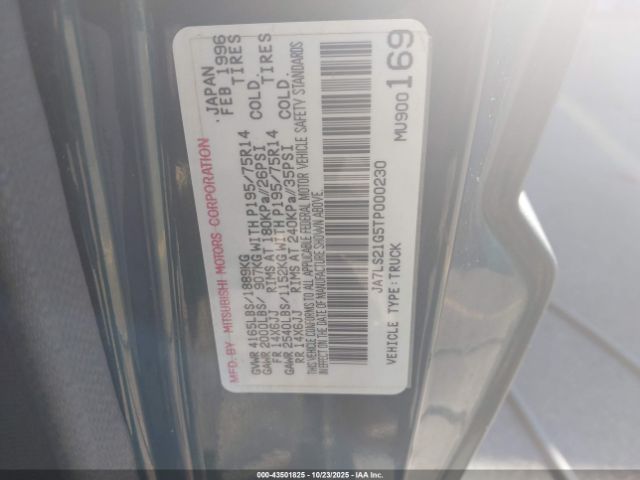 MFD.BY MITSUBISHI MOTORS CORPORATION JAPAN
FEB 1996
GVWR 4165LBS/1889KG
GAWR 2000LBS/ 907KG WITH P195/75R14 TIRES
FR 14X6JJ RIMS AT 180KPA//26PSI COLD.
GAWR 2540LBS/1152KG WITH P195/75R14 TIRES
RR 14X6JJ RIMS AT 240KPA//35PSI COLD.
THIS VEHICLE CONFORMS TO ALL APPLICABLE FEDERAL MOTOR VEHICLE SAFETY STANDARDS
IN EFFECT ON THE DATE OF MANUFACTURE SHOWN ABOVE.
JA7LS21G5TP000230
VEHICLE TYPE:TRUCK
MU900169
10-43501825 | 10/23/2025 | © IAA Inc.